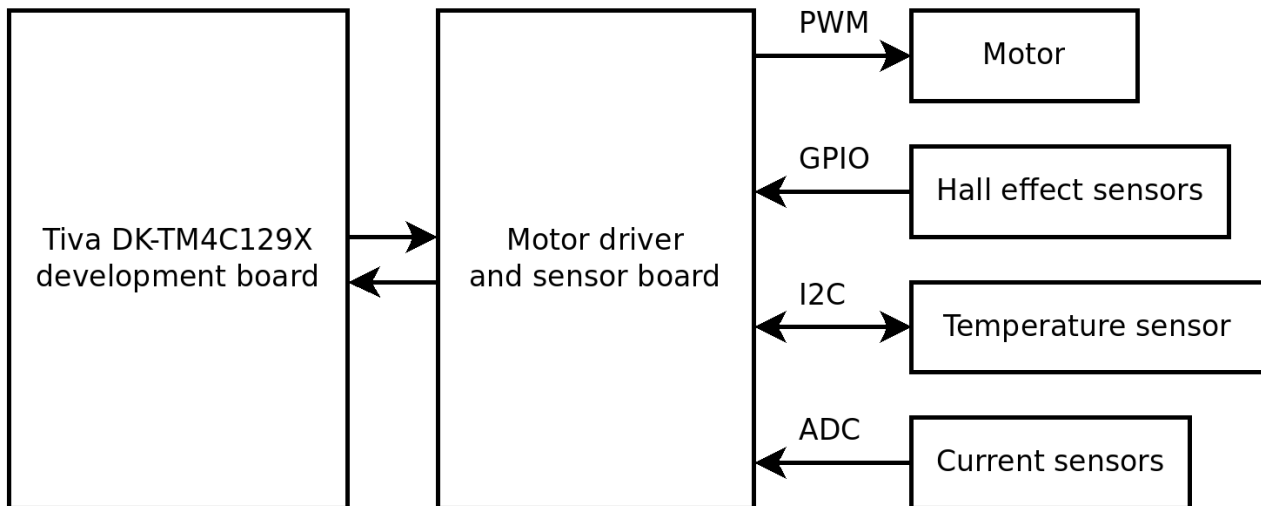 Tiva DK-TM4C129X
development board
Motor driver
and sensor board
PWM
Motor
GPIO
Hall effect sensors
I2C
Temperature sensor
ADC
Current sensors